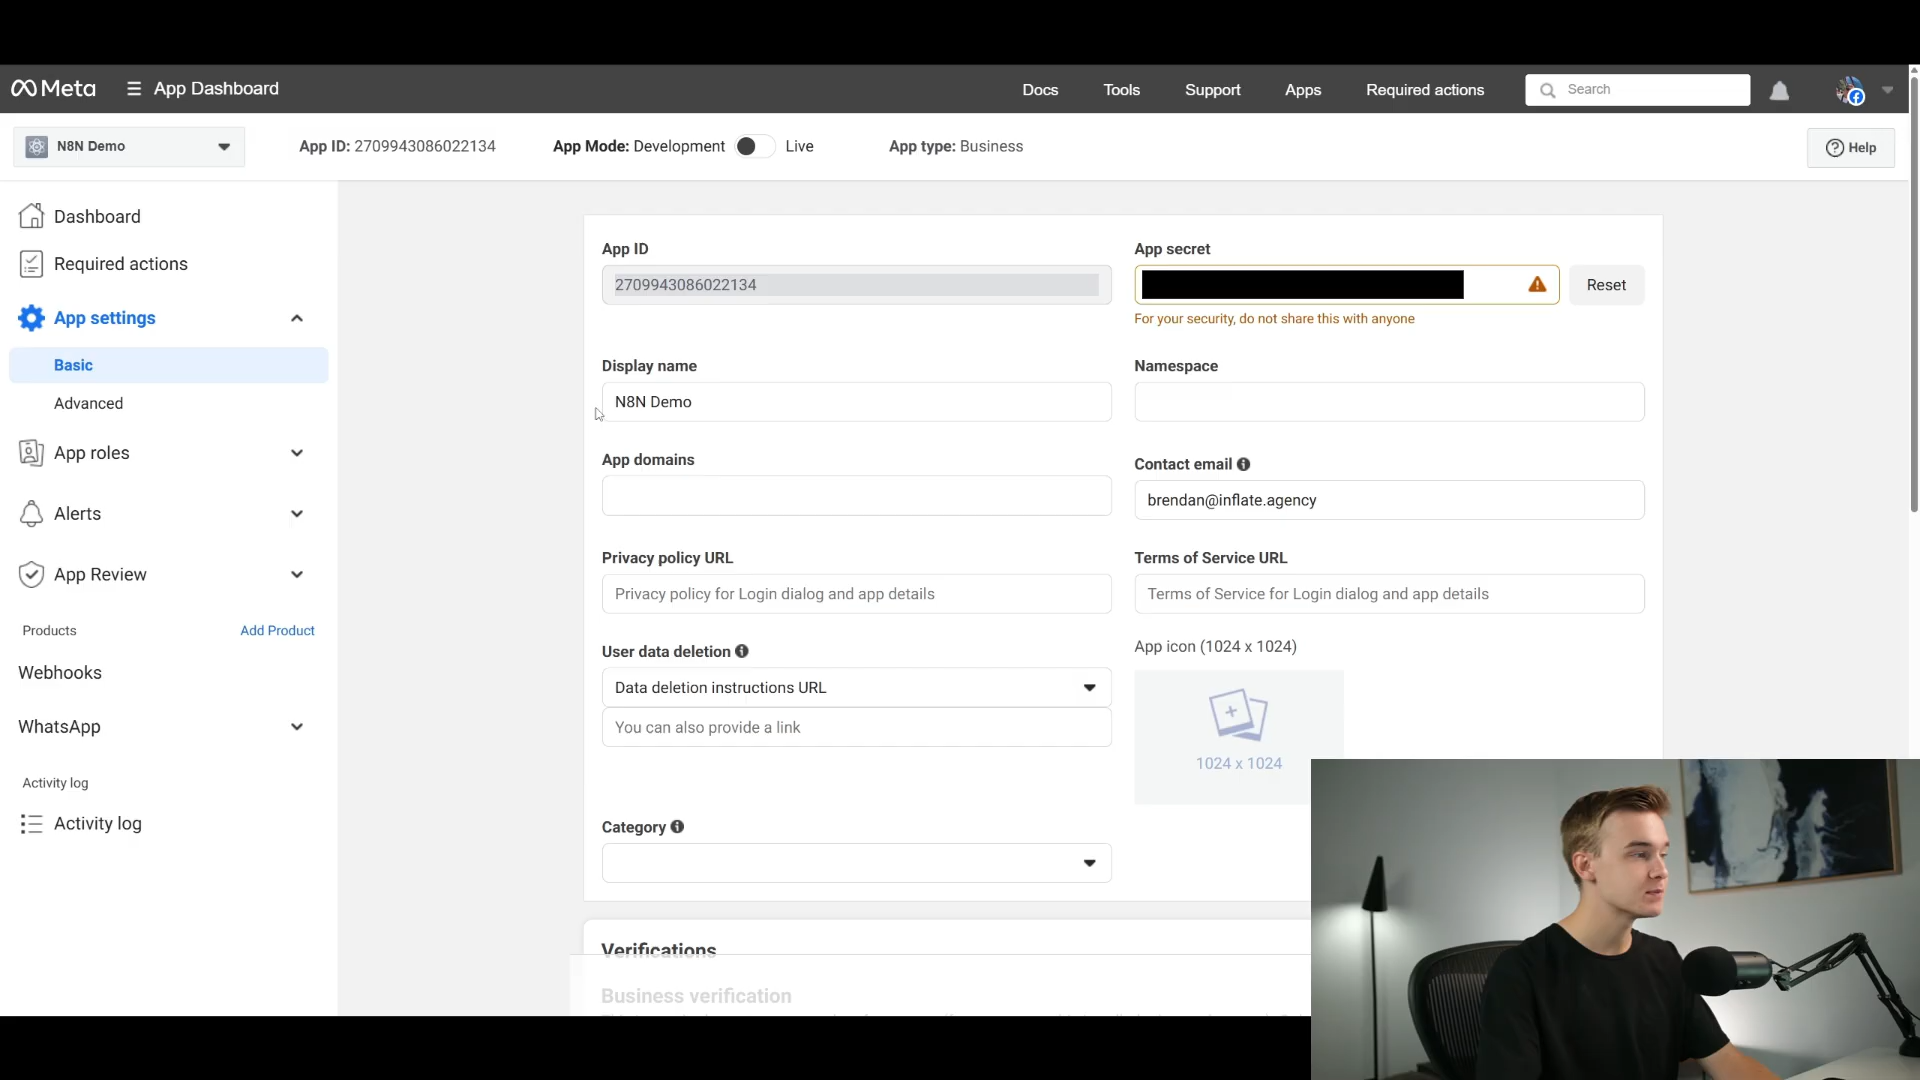 Meta
App Dashboard
Docs
Tools
Support
Apps
Required actions
Search
N8N Demo
App ID: 2709943086022134
App Mode: Development
Live
App type: Business
Help
Dashboard
Required actions
App settings
Basic
Advanced
App roles
Alerts
App Review
Products
Add Product
Webhooks
WhatsApp
Activity log
Activity log
App ID
2709943086022134
App secret
Reset
For your security, do not share this with anyone
Display name
N8N Demo
Namespace
App domains
Contact email
brendan@inflate.agency
Privacy policy URL
Privacy policy for Login dialog and app details
Terms of Service URL
Terms of Service for Login dialog and app details
User data deletion
Data deletion instructions URL
You can also provide a link
App icon (1024 x 1024)
1024 x 1024
Category
Verifications
Business verification